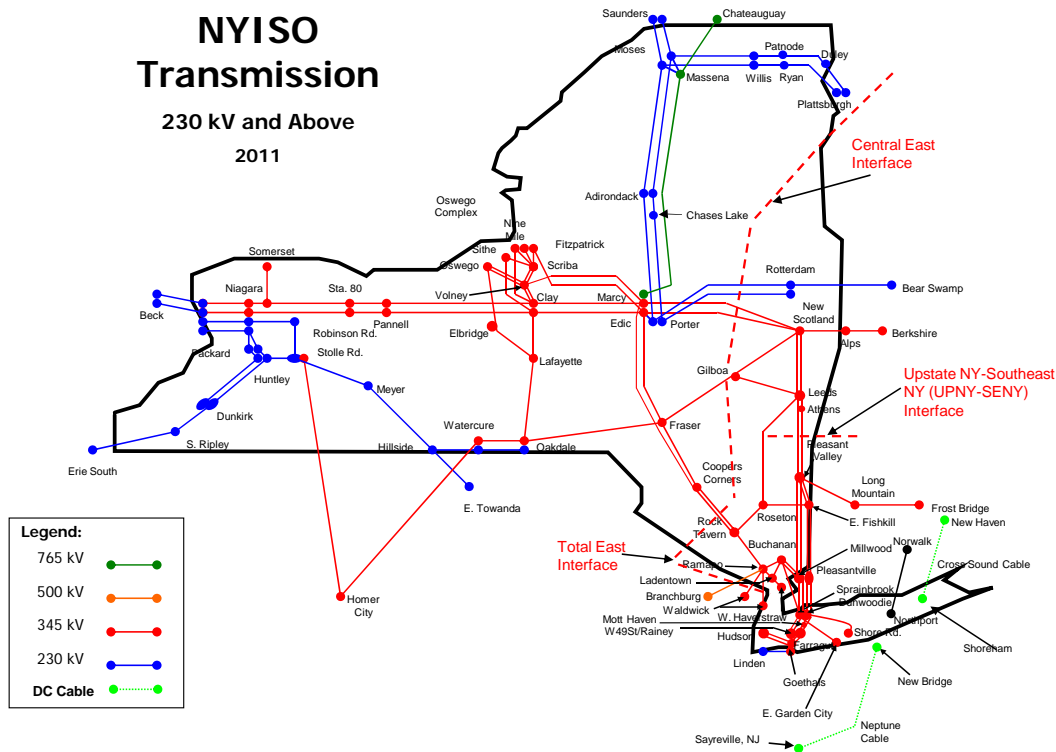 NYISO
Transmission
230 kV and Above
2011
Saunders
Chateauguay
Moses
Massena
Patnode
Duley
Willis
Ryan
Plattsburgh
Central East
Interface
Adirondack
Chases Lake
Oswego
Complex
Nine
Mile
Sithe
Fitzpatrick
Oswego
Scriba
Somerset
Volney
Clay
Marcy
Rotterdam
Bear Swamp
Niagara
Sta. 80
New
Scotland
Beck
Pannell
Elbridge
Edic
Porter
Alps
Berkshire
Robinson Rd.
Packard
Stolle Rd.
Lafayette
Huntley
Gilboa
Upstate NY-Southeast
NY (UPNY-SENY)
Interface
Meyer
Leeds
Athens
Dunkirk
Watercure
Fraser
S. Ripley
Hillside
Oakdale
Pleasant
Valley
Erie South
Coopers
Corners
Long
Mountain
E. Towanda
Rock
Tavern
Roseton
E. Fishkill
Frost Bridge
New Haven
Legend:
765 kV
500 kV
345 kV
230 kV
DC Cable
Total East
Interface
Buchanan
Millwood
Norwalk
Ramapo
Ladentown
Pleasantville
Cross Sound Cable
Branchburg
Waldwick
Sprainbrook
Dunwoodie
Homer
City
W. Haverstraw
Mott Haven
W49St/Rainey
Northport
Hudson
Farragut
Shore Rd.
Shoreham
Linden
Goethals
New Bridge
E. Garden City
Neptune
Cable
Sayreville, NJ